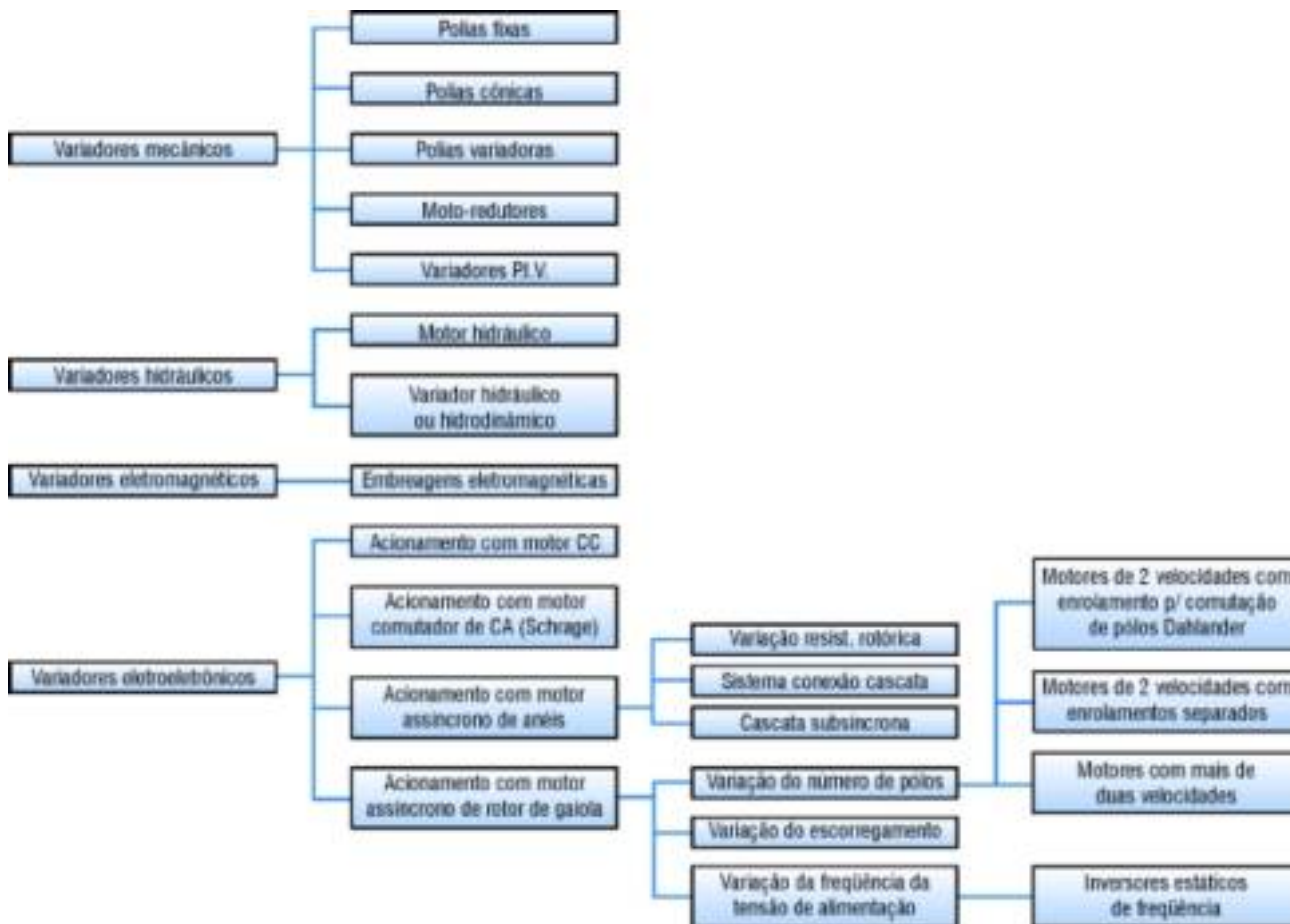 Variadores mecânicos
Polias fixas
Polias cônicas
Polias variadoras
Moto-redutores
Variadores P.I.V.
Variadores hidráulicos
Motor hidráulico
Variador hidráulico
ou hidrodinâmico
Variadores eletromagnéticos
Embreagens eletromagnéticas
Variadores eletroeletrônicos
Acionamento com motor CC
Acionamento com motor
comutador de CA (Schrage)
Acionamento com motor
assíncrono de anéis
Variação resist. rotórica
Sistema conexão cascata
Cascata subsíncrona
Acionamento com motor
assíncrono de rotor de gaiola
Variação do número de pólos
Motores de 2 velocidades com
enrolamento p/ comutação
de pólos Dahlander
Motores de 2 velocidades com
enrolamentos separados
Motores com mais de
duas velocidades
Variação do escorregamento
Variação da freqüência da
tensão de alimentação
Inversores estáticos
de freqüência